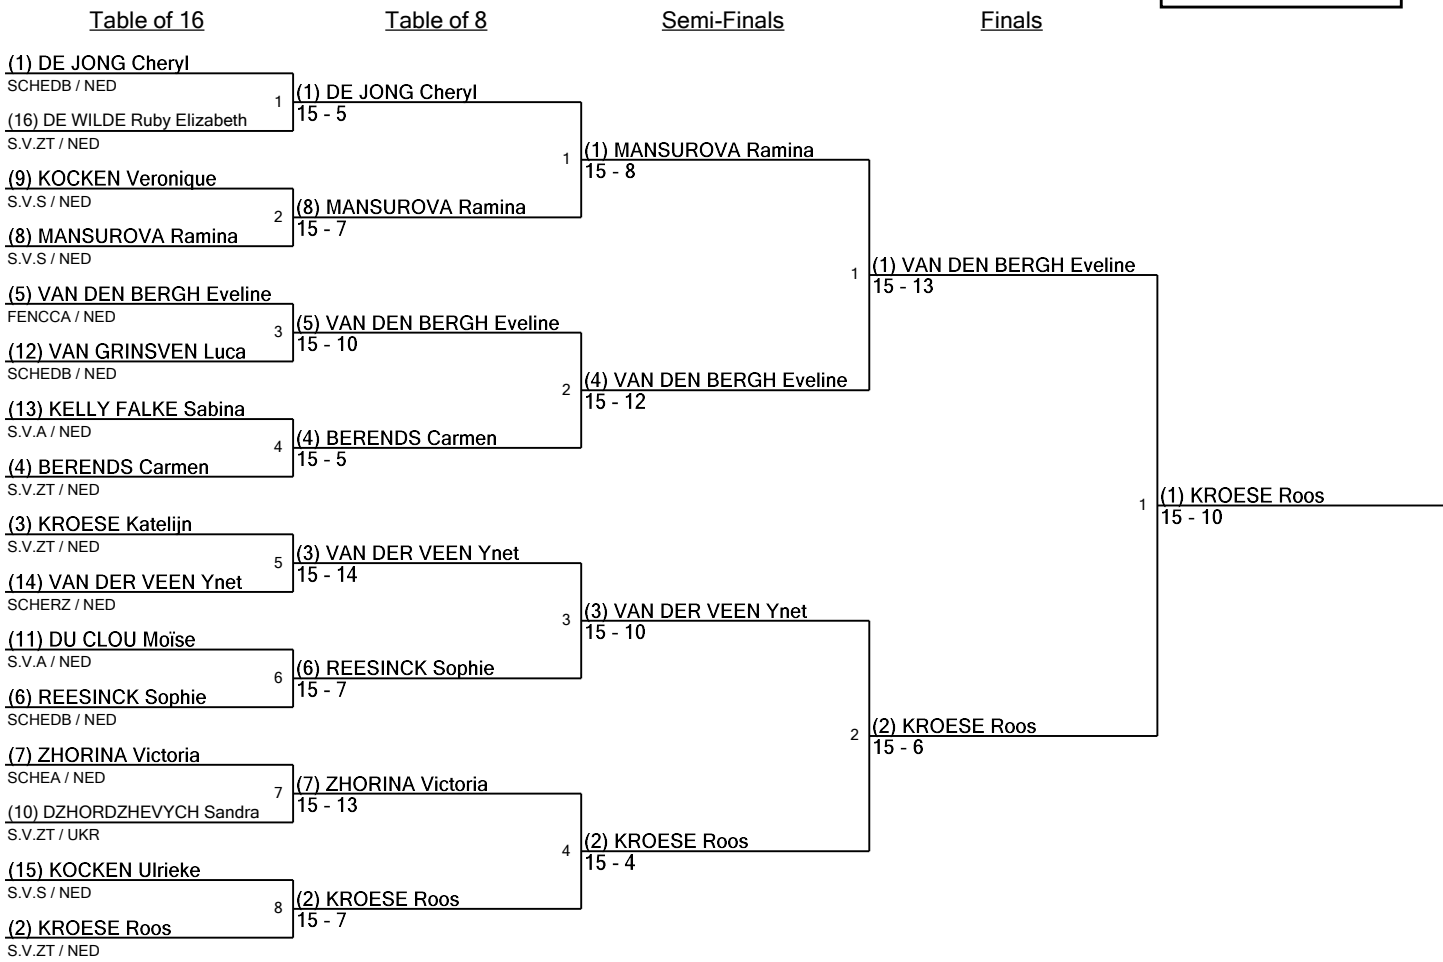 Table of 16
Table of 8
Semi-Finals
Finals
(1) DE JONG Cheryl
SCHEDB / NED
1
(16) DE WILDE Ruby Elizabeth
S.V.ZT / NED
(9) KOCKEN Veronique
S.V.S / NED
2
(8) MANSUROVA Ramina
S.V.S / NED
(5) VAN DEN BERGH Eveline
FENCCA / NED
3
(12) VAN GRINSVEN Luca
SCHEDB / NED
(13) KELLY FALKE Sabina
S.V.A / NED
4
(4) BERENDS Carmen
S.V.ZT / NED
(3) KROESE Katelijn
S.V.ZT / NED
5
(14) VAN DER VEEN Ynet
SCHERZ / NED
(11) DU CLOU Moïse
S.V.A / NED
6
(6) REESINCK Sophie
SCHEDB / NED
(7) ZHORINA Victoria
SCHEA / NED
7
(10) DZHORDZHEVYCH Sandra
S.V.ZT / UKR
(15) KOCKEN Ulrieke
S.V.S / NED
8
(2) KROESE Roos
S.V.ZT / NED
(1) DE JONG Cheryl
15 - 5
1
(8) MANSUROVA Ramina
15 - 7
(5) VAN DEN BERGH Eveline
15 - 10
2
(4) BERENDS Carmen
15 - 5
(3) VAN DER VEEN Ynet
15 - 14
3
(6) REESINCK Sophie
15 - 7
(7) ZHORINA Victoria
15 - 13
4
(2) KROESE Roos
15 - 7
(1) MANSUROVA Ramina
15 - 8
1
(4) VAN DEN BERGH Eveline
15 - 12
(3) VAN DER VEEN Ynet
15 - 10
2
(2) KROESE Roos
15 - 4
(1) VAN DEN BERGH Eveline
15 - 13
1
(2) KROESE Roos
15 - 6
(1) KROESE Roos
15 - 10